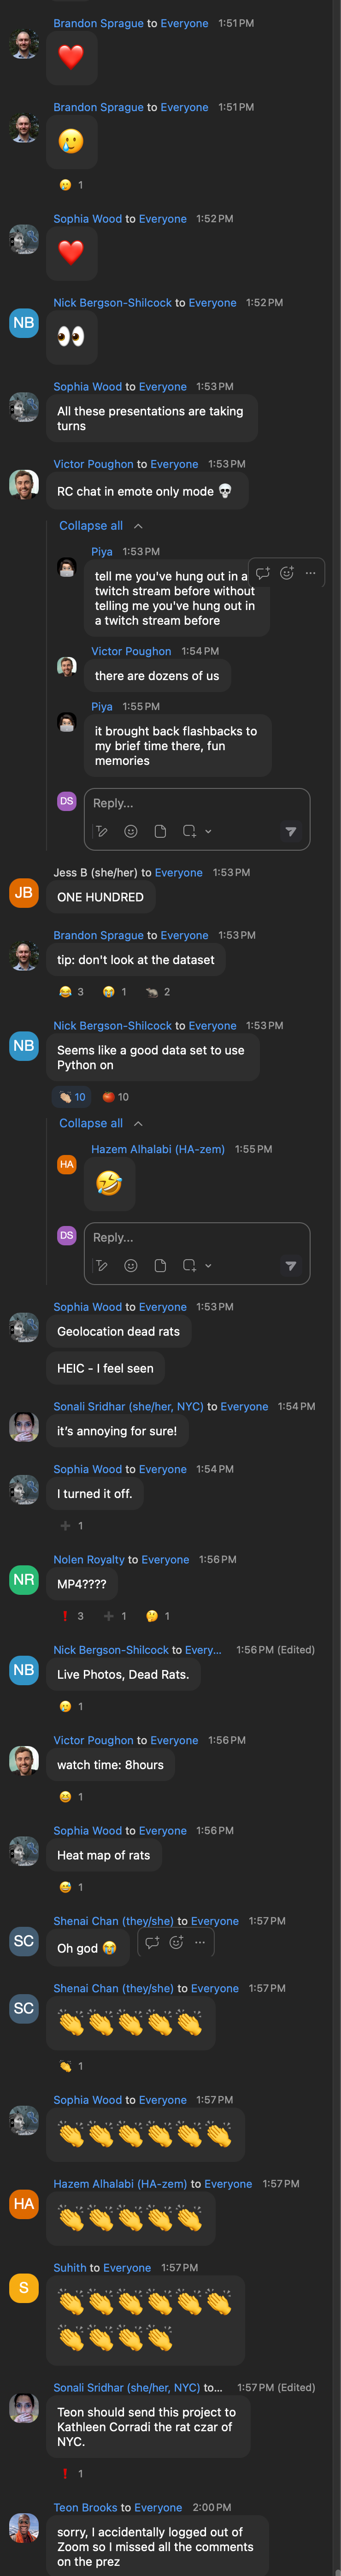 Brandon Sprague to Everyone 1:51 PM
❤️
Brandon Sprague to Everyone 1:51 PM
🥲
🥲 1
Sophia Wood to Everyone 1:52 PM
❤️
NB
Nick Bergson-Shilcock to Everyone 1:52 PM
👀
Sophia Wood to Everyone 1:53 PM
All these presentations are taking
turns
Victor Poughon to Everyone 1:53 PM
RC chat in emote only mode 💀
Collapse all
Piya 1:53 PM
tell me you've hung out in a
twitch stream before without
telling me you've hung out in
a twitch stream before
Victor Poughon 1:54 PM
there are dozens of us
Piya 1:55 PM
it brought back flashbacks to
my brief time there, fun
memories
DS
Reply...
Jess B (she/her) to Everyone 1:53 PM
JB
ONE HUNDRED
Brandon Sprague to Everyone 1:53 PM
tip: don't look at the dataset
😂 3 😭 1 🐀 2
Nick Bergson-Shilcock to Everyone 1:53 PM
NB
Seems like a good data set to use
Python on
👏🏻 10 🍅 10
Collapse all
Hazem Alhalabi (HA-zem) 1:55 PM
HA
🤣
DS
Reply...
Sophia Wood to Everyone 1:53 PM
Geolocation dead rats
HEIC - I feel seen
Sonali Sridhar (she/her, NYC) to Everyone 1:54 PM
it's annoying for sure!
Sophia Wood to Everyone 1:54 PM
I turned it off.
➕ 1
Nolen Royalty to Everyone 1:56 PM
NR
MP4????
❗ 3 ➕ 1 🤔 1
Nick Bergson-Shilcock to Every... 1:56 PM (Edited)
NB
Live Photos, Dead Rats.
🥲 1
Victor Poughon to Everyone 1:56 PM
watch time: 8hours
😆 1
Sophia Wood to Everyone 1:56 PM
Heat map of rats
😅 1
Shenai Chan (they/she) to Everyone 1:57 PM
SC
Oh god 😭
Shenai Chan (they/she) to Everyone 1:57 PM
SC
👏👏👏👏👏
👏 1
Sophia Wood to Everyone 1:57 PM
👏👏👏👏👏👏
Hazem Alhalabi (HA-zem) to Everyone 1:57 PM
HA
👏👏👏👏👏
Suhith to Everyone 1:57 PM
S
👏👏👏👏👏👏
👏👏👏👏
Sonali Sridhar (she/her, NYC) to... 1:57 PM (Edited)
Teon should send this project to
Kathleen Corradi the rat czar of
NYC.
❗ 1
Teon Brooks to Everyone 2:00 PM
sorry, I accidentally logged out of
Zoom so I missed all the comments
on the prez